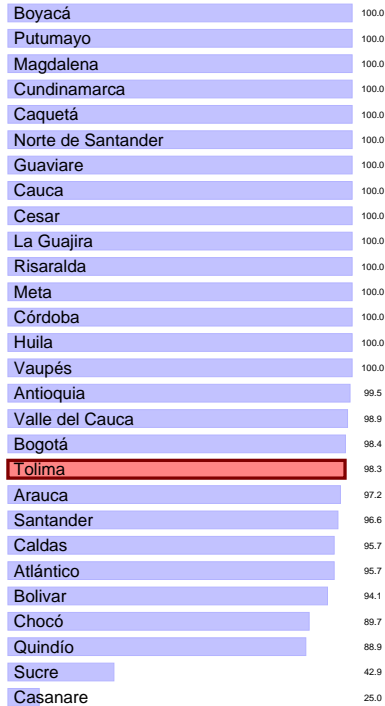 Boyacá 100.0
Putumayo 100.0
Magdalena 100.0
Cundinamarca 100.0
Caquetá 100.0
Norte de Santander 100.0
Guaviare 100.0
Cauca 100.0
Cesar 100.0
La Guajira 100.0
Risaralda 100.0
Meta 100.0
Córdoba 100.0
Huila 100.0
Vaupés 100.0
Antioquia 99.5
Valle del Cauca 98.9
Bogotá 98.4
Tolima 98.3
Arauca 97.2
Santander 96.6
Caldas 95.7
Atlántico 95.7
Bolivar 94.1
Chocó 89.7
Quindío 88.9
Sucre 42.9
Casanare 25.0